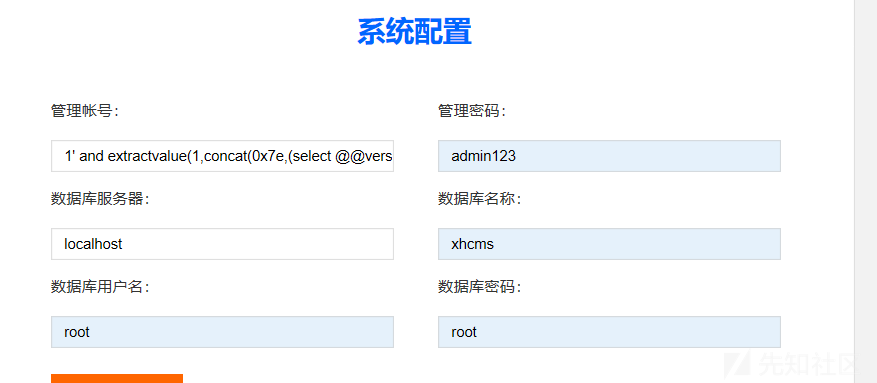 系统配置
管理帐号： 管理密码：
1' and extractvalue(1,concat(0x7e,(select @@vers admin123
数据库服务器： 数据库名称：
localhost xhcms
数据库用户名： 数据库密码：
root root
先知社区